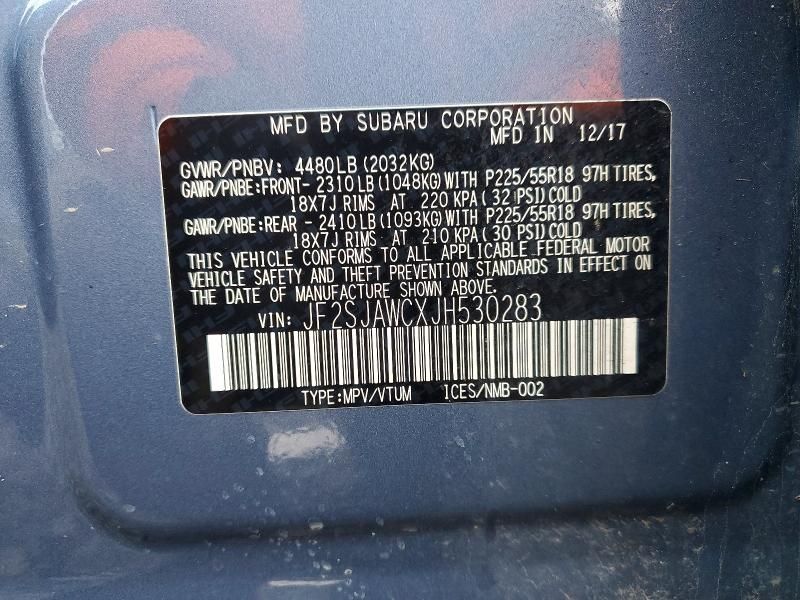 MFD BY SUBARU CORPORATION
MFD IN 12/17
GVWR/PNBV: 4480LB (2032KG)
GAWR/PNBE:FRONT- 2310LB (1048KG) WITH P225/55R18 97H TIRES,
18X7J RIMS AT 220 KPA ( 32 PSI) COLD
GAWR/PNBE:REAR - 2410LB (1093KG) WITH P225/55R18 97H TIRES,
18X7J RIMS AT 210 KPA ( 30 PSI) COLD
THIS VEHICLE CONFORMS TO ALL APPLICABLE FEDERAL MOTOR
VEHICLE SAFETY AND THEFT PREVENTION STANDARDS IN EFFECT ON
THE DATE OF MANUFACTURE SHOWN ABOVE.
VIN: JF2SJAWCXJH530283
TYPE:MPV/VTUM ICES/NMB-002